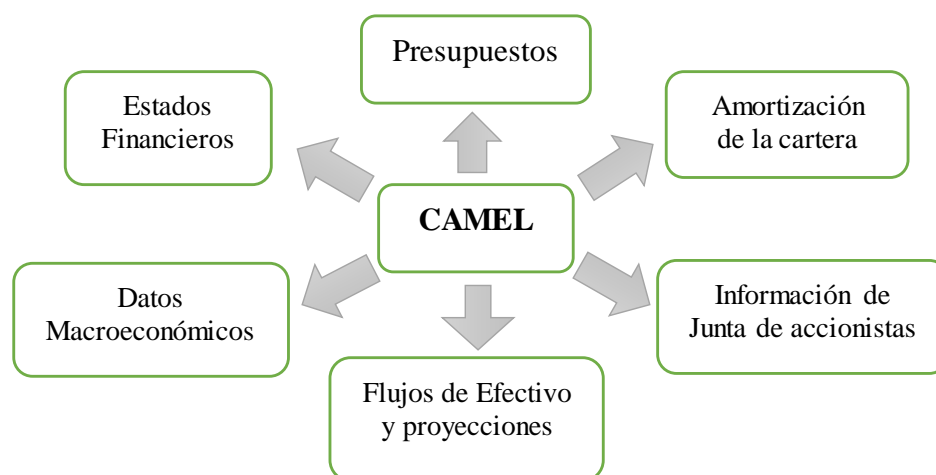 Presupuestos
Estados
Financieros
Amortización
de la cartera
CAMEL
Datos
Macroeconómicos
Información de
Junta de accionistas
Flujos de Efectivo
y proyecciones